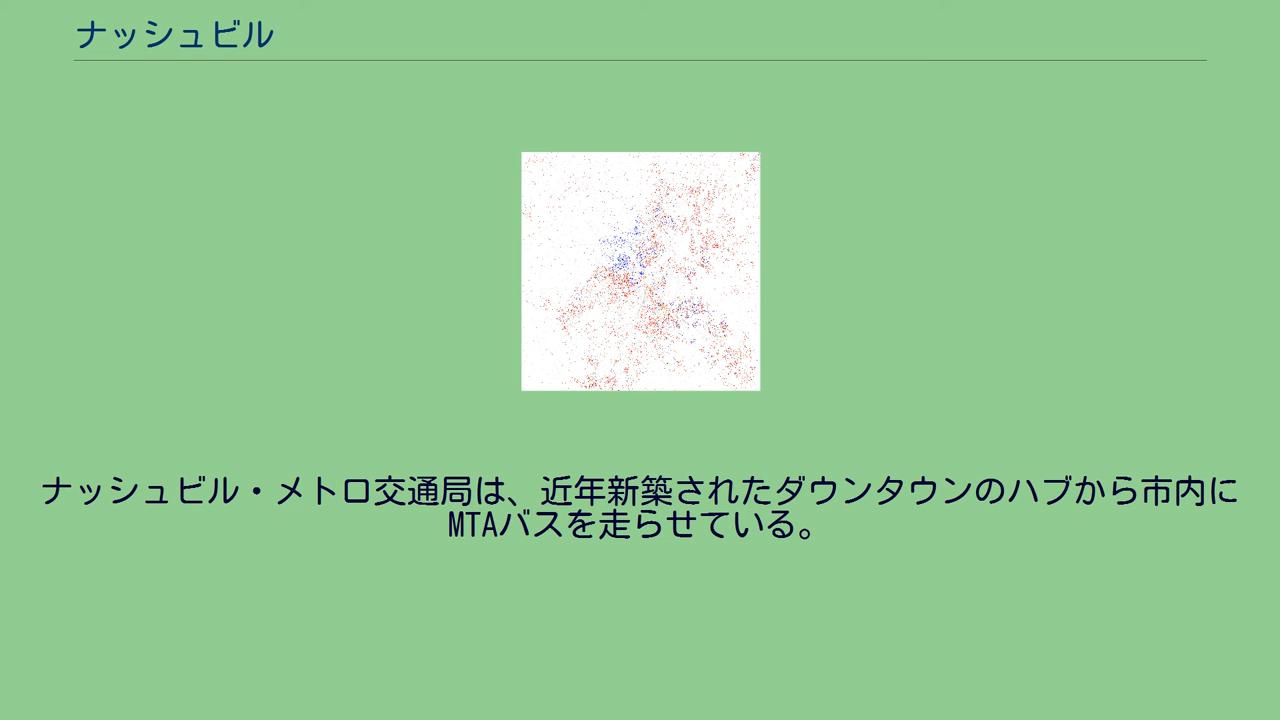 ナッシュビル
ナッシュビル・メトロ交通局は、近年新築されたダウンタウンのハブから市内に
MTAバスを走らせている。